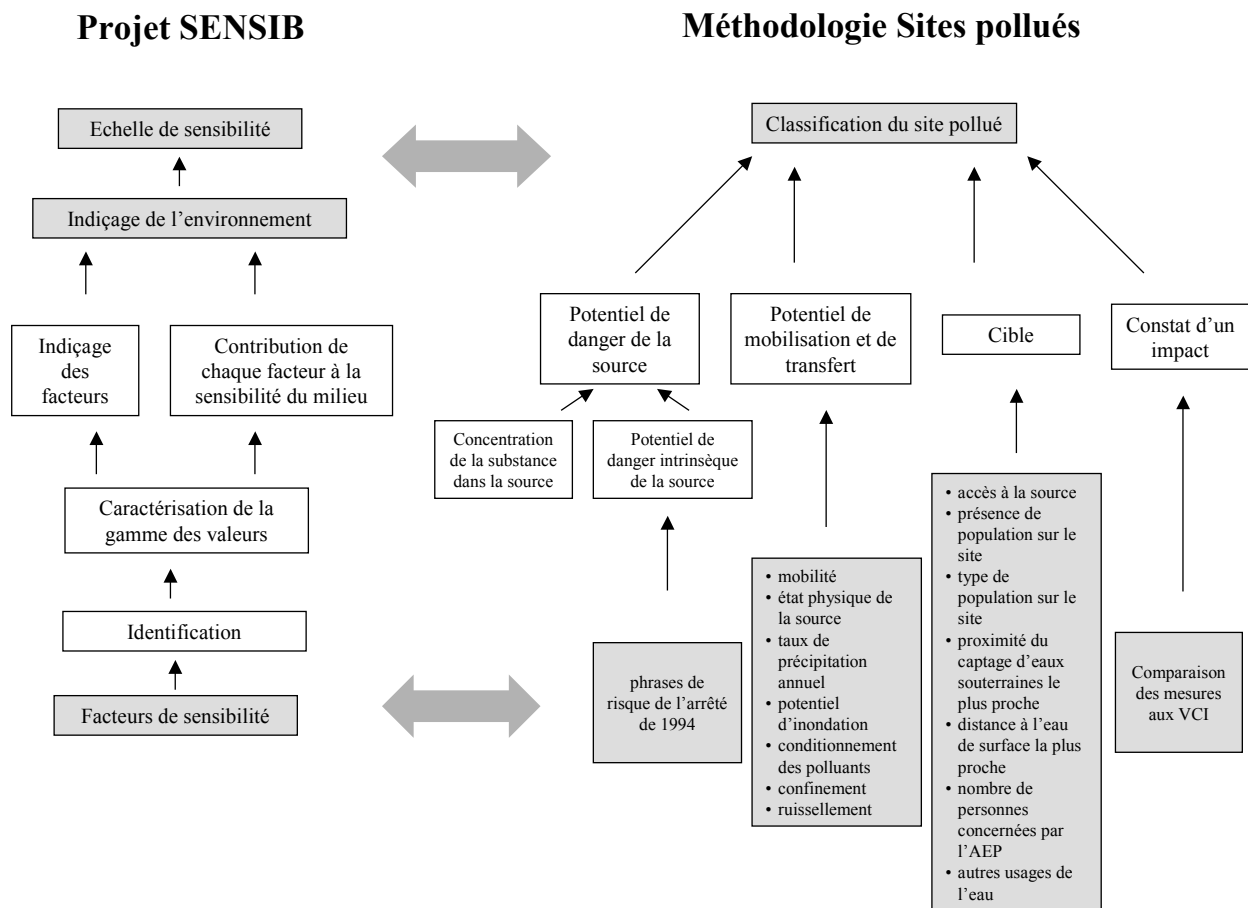 Projet SENSIB
Méthodologie Sites pollués
Echelle de sensibilité
Indiçage de l'environnement
Indiçage
des
facteurs
Contribution de
chaque facteur à la
sensibilité du milieu
Caractérisation de la
gamme des valeurs
Identification
Facteurs de sensibilité
Classification du site pollué
Potentiel de
danger de la
source
Potentiel de
mobilisation et de
transfert
Cible
Constat d'un
impact
Concentration
de la substance
dans la source
Potentiel de
danger intrinsèque
de la source
phrases de
risque de l'arrêté
de 1994
• mobilité
• état physique de
la source
• taux de
précipitation
annuel
• potentiel
d'inondation
• conditionnement
des polluants
• confinement
• ruissellement
• accès à la source
• présence de
population sur le
site
• type de
population sur le
site
• proximité du
captage d'eaux
souterraines le
plus proche
• distance à l'eau
de surface la plus
proche
• nombre de
personnes
concernées par
l'AEP
• autres usages de
l'eau
Comparaison
des mesures
aux VCI